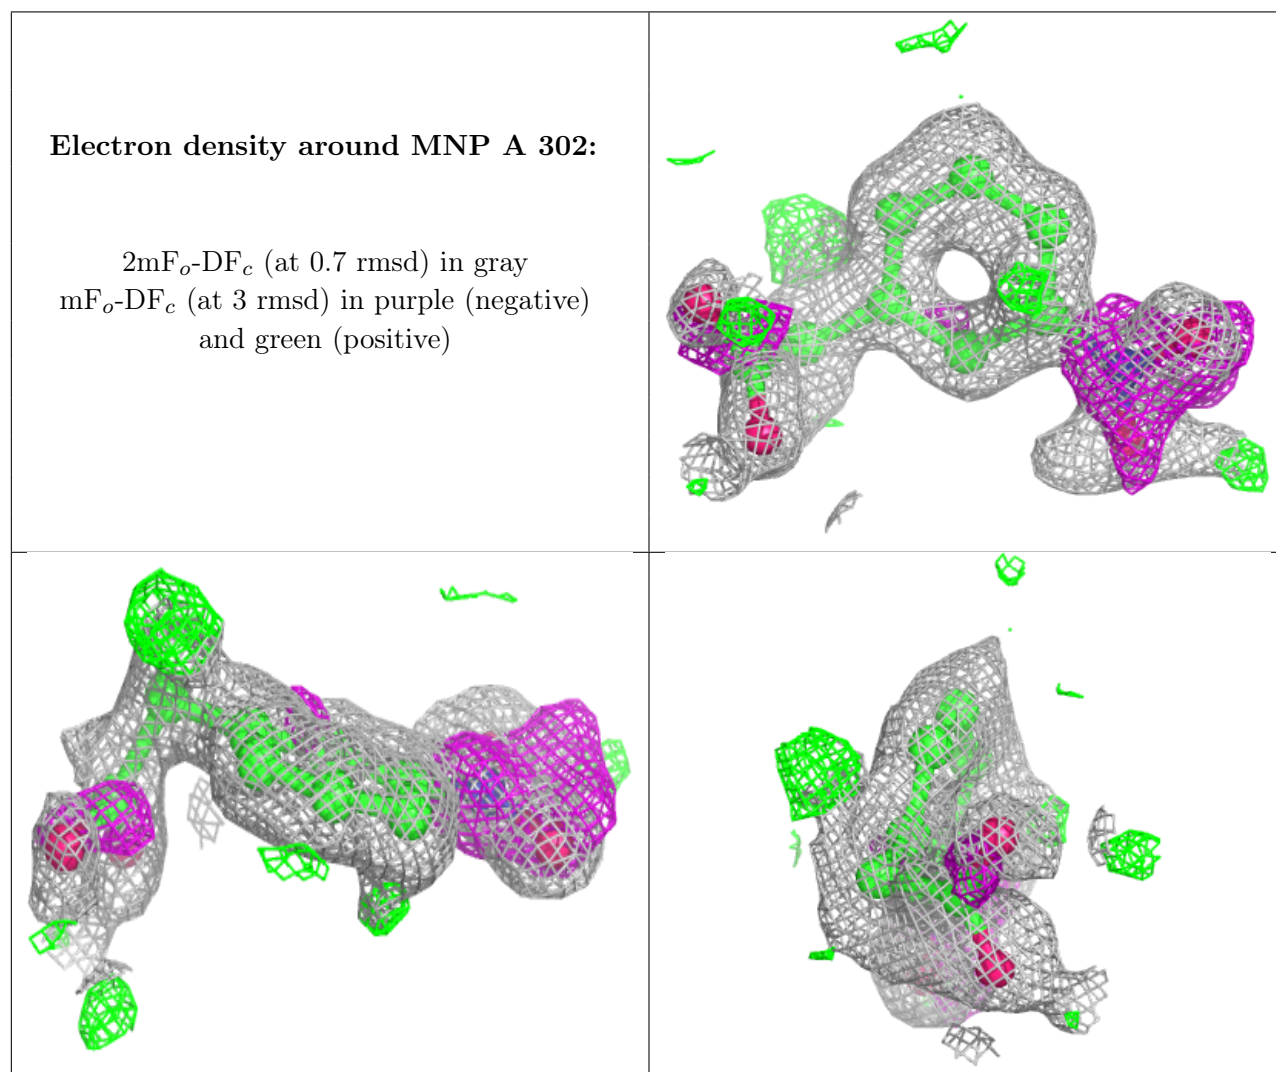 Electron density around MNP A 302:
2mFo-DFc (at 0.7 rmsd) in gray
mFo-DFc (at 3 rmsd) in purple (negative)
and green (positive)